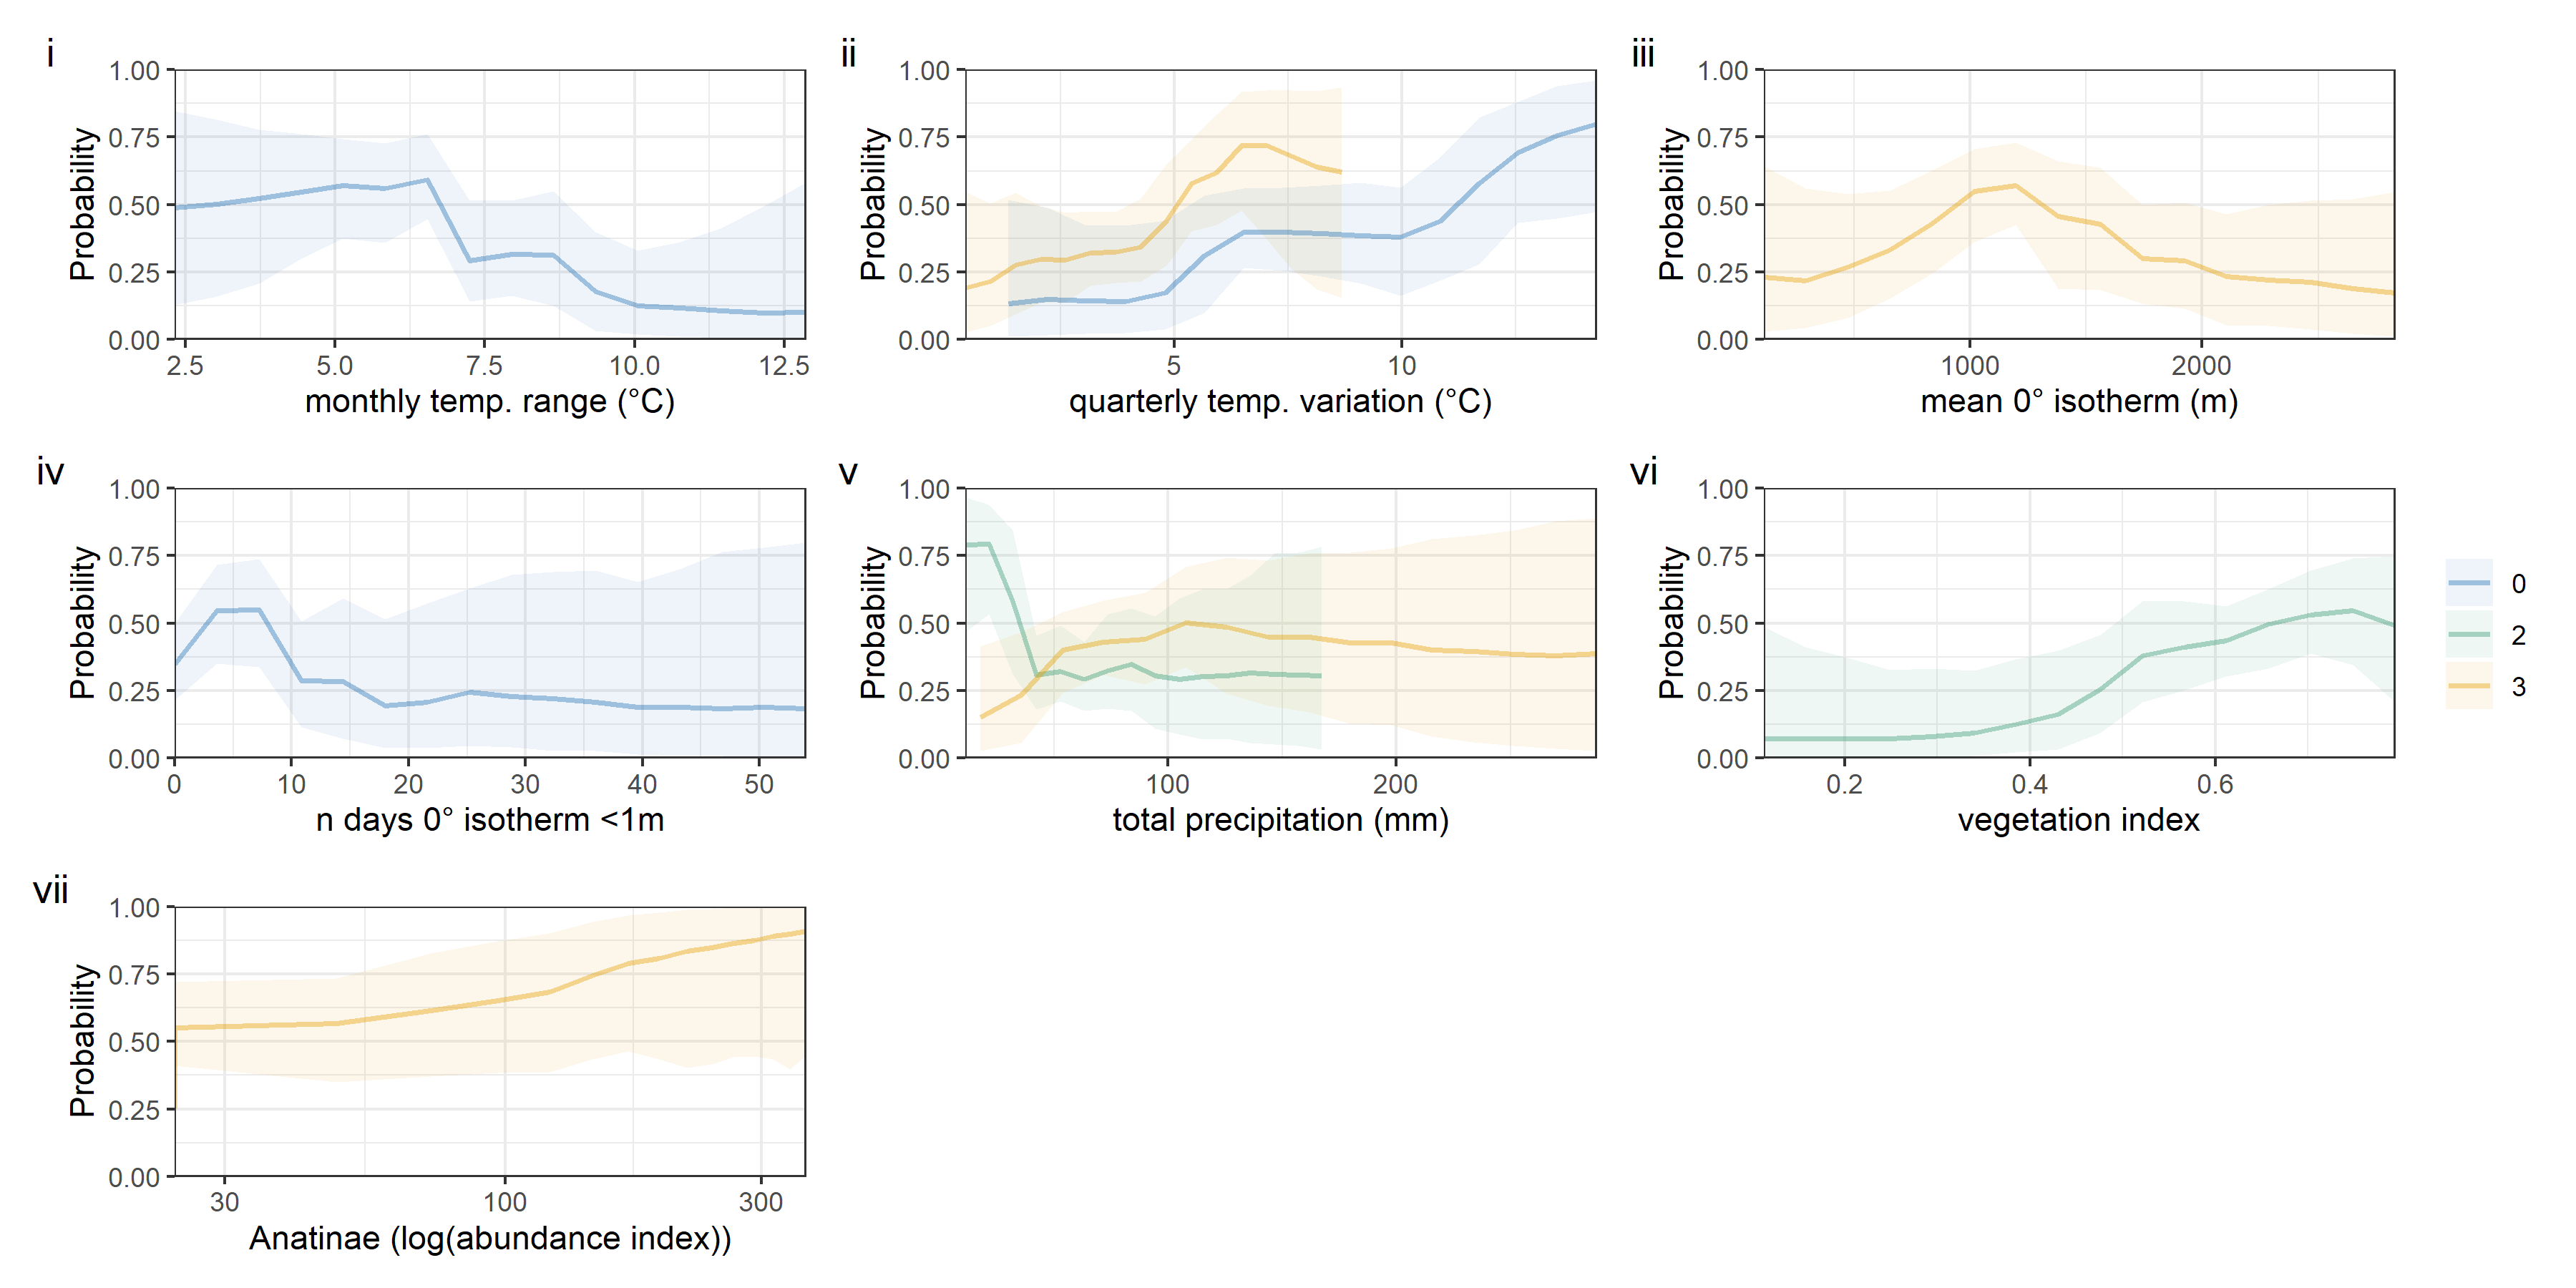 i
1.00
0.75
0.50
0.25
0.00
Probability
2.5 5.0 7.5 10.0 12.5
monthly temp. range (°C)
ii
1.00
0.75
0.50
0.25
0.00
Probability
5 10
quarterly temp. variation (°C)
iii
1.00
0.75
0.50
0.25
0.00
Probability
1000 2000
mean 0° isotherm (m)
iv
1.00
0.75
0.50
0.25
0.00
Probability
0 10 20 30 40 50
n days 0° isotherm <1m
v
1.00
0.75
0.50
0.25
0.00
Probability
100 200
total precipitation (mm)
vi
1.00
0.75
0.50
0.25
0.00
Probability
0.2 0.4 0.6
vegetation index
0
2
3
vii
1.00
0.75
0.50
0.25
0.00
Probability
30 100 300
Anatinae (log(abundance index))